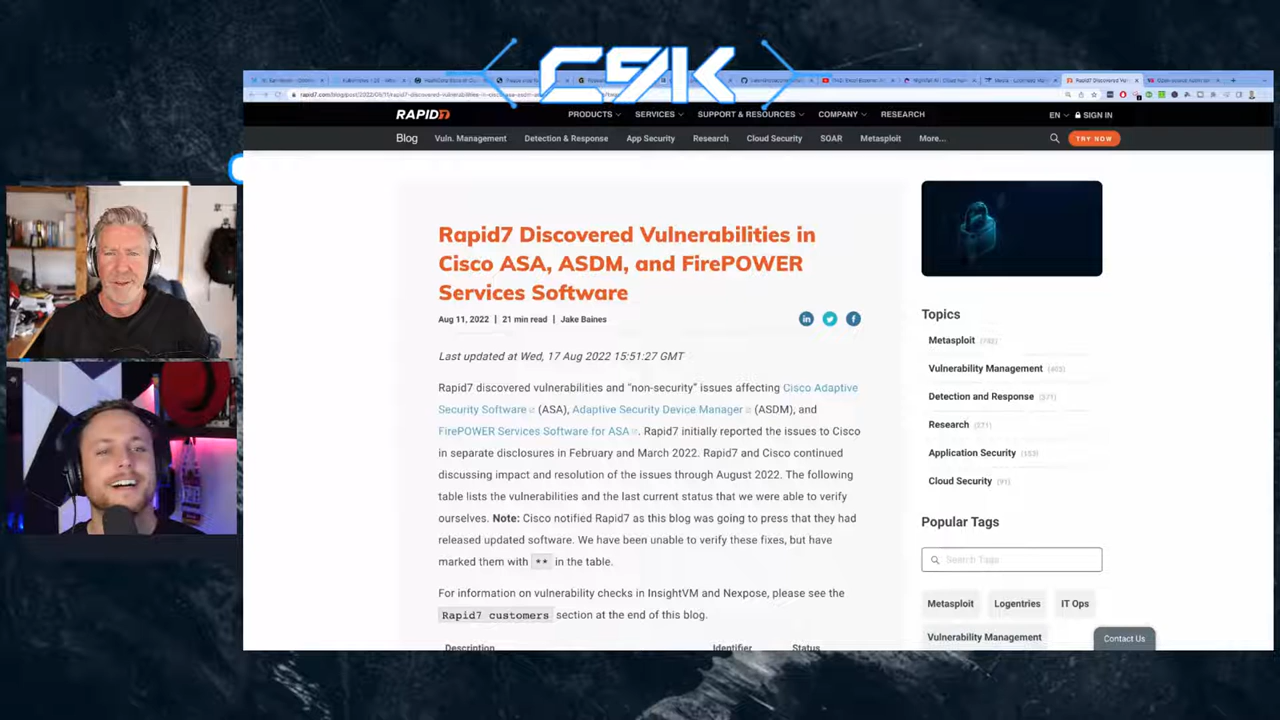 C9K
Rapid7 Discovered Vul
RAPID7
PRODUCTS SERVICES SUPPORT & RESOURCES COMPANY RESEARCH
EN SIGN IN
Blog Vuln. Management Detection & Response App Security Research Cloud Security SOAR Metasploit More...
TRY NOW
Rapid7 Discovered Vulnerabilities in
Cisco ASA, ASDM, and FirePOWER
Services Software
Aug 11, 2022 | 21 min read | Jake Baines
Last updated at Wed, 17 Aug 2022 15:51:27 GMT
Rapid7 discovered vulnerabilities and "non-security" issues affecting Cisco Adaptive
Security Software (ASA), Adaptive Security Device Manager (ASDM), and
FirePOWER Services Software for ASA. Rapid7 initially reported the issues to Cisco
in separate disclosures in February and March 2022. Rapid7 and Cisco continued
discussing impact and resolution of the issues through August 2022. The following
table lists the vulnerabilities and the last current status that we were able to verify
ourselves. Note: Cisco notified Rapid7 as this blog was going to press that they had
released updated software. We have been unable to verify these fixes, but have
marked them with ** in the table.
For information on vulnerability checks in InsightVM and Nexpose, please see the
Rapid7 customers section at the end of this blog.
Description Identifier Status
Topics
Metasploit
Vulnerability Management (403)
Detection and Response
Research
Application Security (153)
Cloud Security (91)
Popular Tags
Search Tags
Metasploit Logentries IT Ops
Vulnerability Management
Contact Us